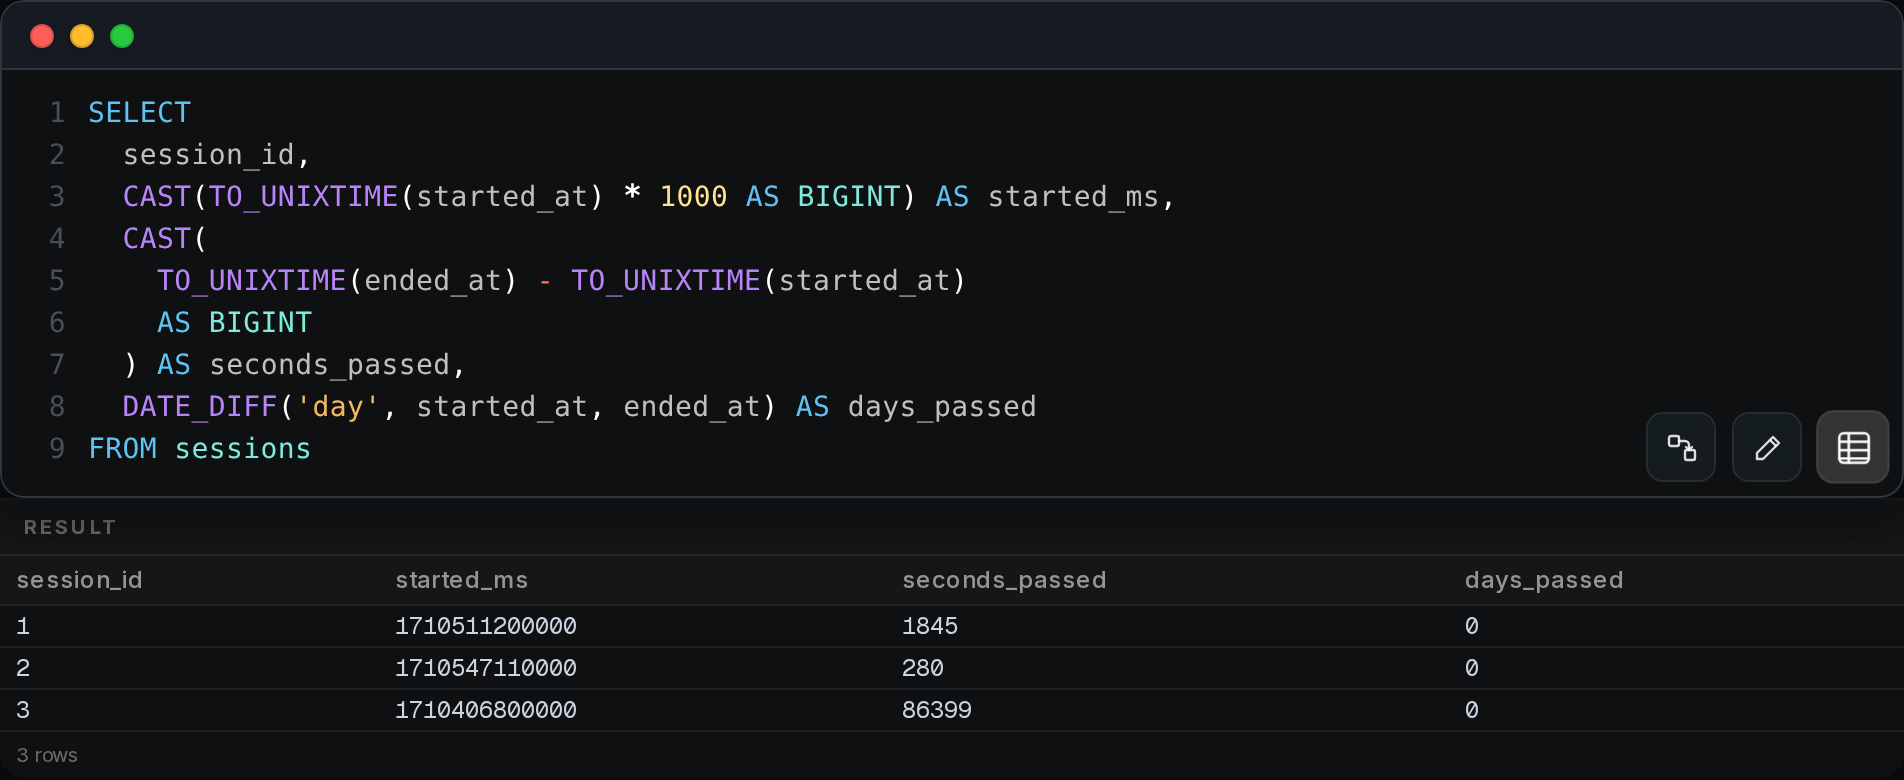 1 SELECT
2   session_id,
3   CAST(TO_UNIXTIME(started_at) * 1000 AS BIGINT) AS started_ms,
4   CAST(
5     TO_UNIXTIME(ended_at) - TO_UNIXTIME(started_at)
6     AS BIGINT
7   ) AS seconds_passed,
8   DATE_DIFF('day', started_at, ended_at) AS days_passed
9 FROM sessions
RESULT
session_id started_ms seconds_passed days_passed
1 1710511200000 1845 0
2 1710547110000 280 0
3 1710406800000 86399 0
3 rows